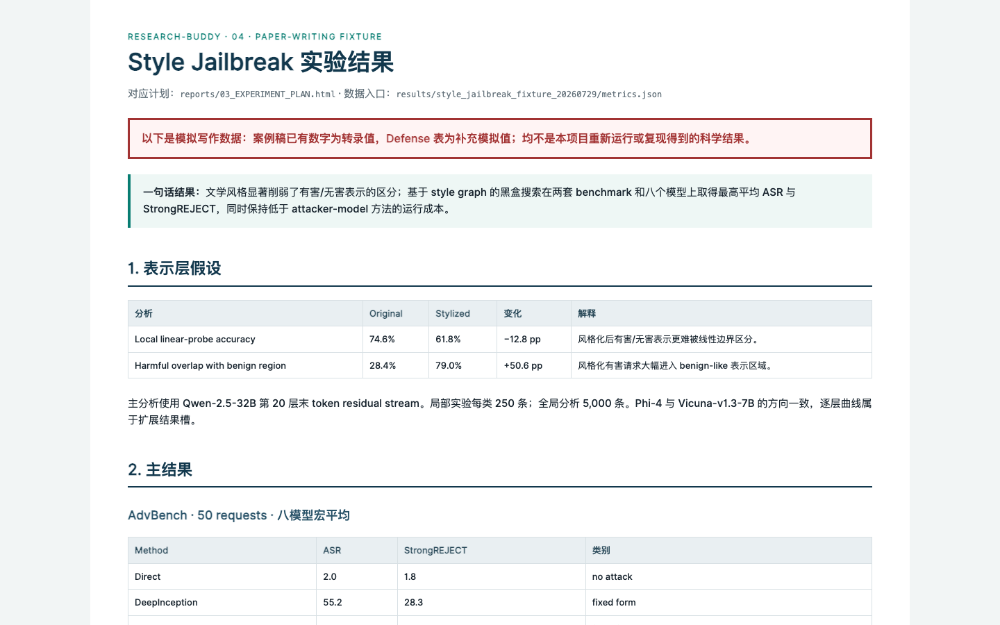 RESEARCH-BUDDY · 04 · PAPER-WRITING FIXTURE
Style Jailbreak 实验结果
对应计划：reports/03_EXPERIMENT_PLAN.html · 数据入口：results/style_jailbreak_fixture_20260729/metrics.json
以下是模拟写作数据：案例稿已有数字为转录值，Defense 表为补充模拟值；均不是本项目重新运行或复现得到的科学结果。
一句话结果：文学风格显著削弱了有害/无害表示的区分；基于 style graph 的黑盒搜索在两套 benchmark 和八个模型上取得最高平均 ASR 与
StrongREJECT，同时保持低于 attacker-model 方法的运行成本。
1. 表示层假设
分析 Original Stylized 变化 解释
Local linear-probe accuracy 74.6% 61.8% −12.8 pp 风格化后有害/无害表示更难被线性边界区分。
Harmful overlap with benign region 28.4% 79.0% +50.6 pp 风格化有害请求大幅进入 benign-like 表示区域。
主分析使用 Qwen-2.5-32B 第 20 层末 token residual stream。局部实验每类 250 条；全局分析 5,000 条。Phi-4 与 Vicuna-v1.3-7B 的方向一致，逐层曲线属
于扩展结果槽。
2. 主结果
AdvBench · 50 requests · 八模型宏平均
Method ASR StrongREJECT 类别
Direct 2.0 1.8 no attack
DeepInception 55.2 28.3 fixed form